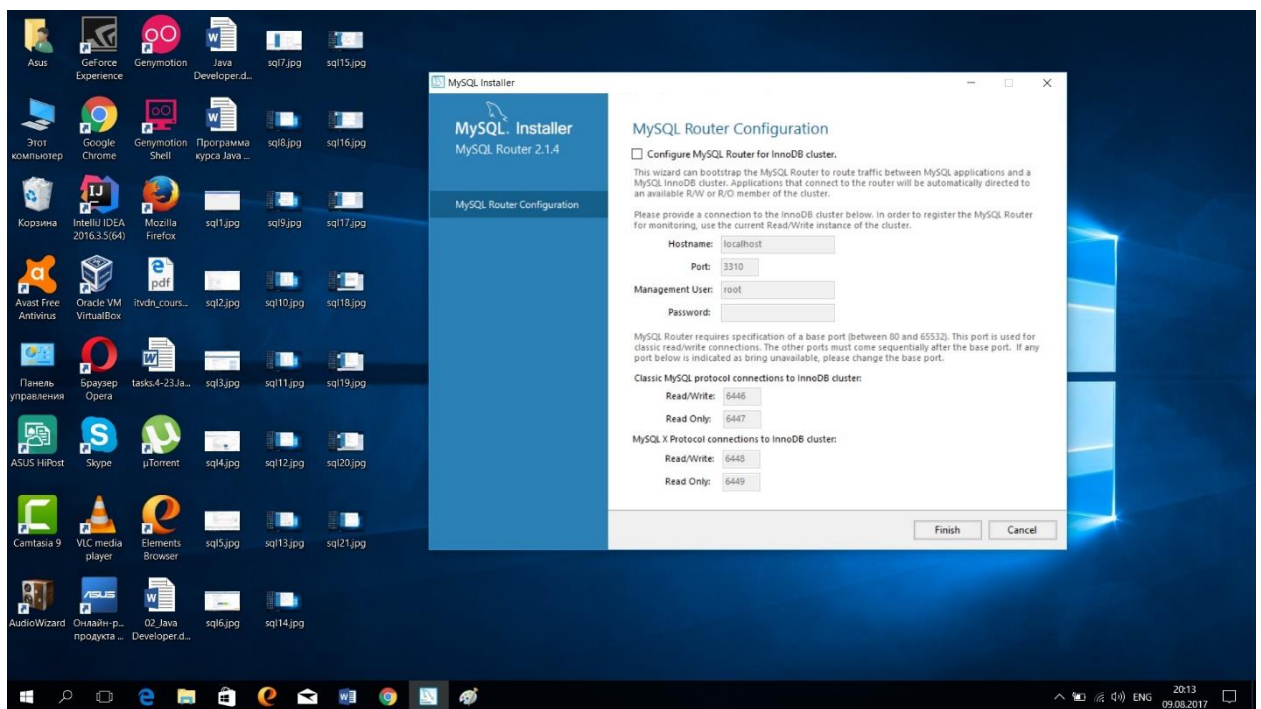 Asus
GeForce
Experience
Genymotion
Java
Developer.d...
sql7.jpg
sql15.jpg
Этот
компьютер
Google
Chrome
Genymotion
Shell
Программа
курса Java ...
sql8.jpg
sql16.jpg
Корзина
IntelliJ IDEA
2016.3.5(64)
Mozilla
Firefox
sql1.jpg
sql9.jpg
sql17.jpg
Avast Free
Antivirus
Oracle VM
VirtualBox
pdf
itvdn_cours...
sql2.jpg
sql10.jpg
sql18.jpg
Панель
управления
Браузер
Opera
tasks.4-23.Ja...
sql3.jpg
sql11.jpg
sql19.jpg
ASUS HiPost
Skype
µTorrent
sql4.jpg
sql12.jpg
sql20.jpg
Camtasia 9
VLC media
player
Elements
Browser
sql5.jpg
sql13.jpg
sql21.jpg
AudioWizard
Онлайн-р...
продукта ...
02_Java
Developer.d...
sql6.jpg
sql14.jpg
MySQL Installer
MySQL. Installer
MySQL Router 2.1.4
MySQL Router Configuration
MySQL Router Configuration
Configure MySQL Router for InnoDB cluster.
This wizard can bootstrap the MySQL Router to route traffic between MySQL applications and a
MySQL InnoDB cluster. Applications that connect to the router will be automatically directed to
an available R/W or R/O member of the cluster.
Please provide a connection to the InnoDB cluster below. In order to register the MySQL Router
for monitoring, use the current Read/Write instance of the cluster.
Hostname: localhost
Port: 3310
Management User: root
Password:
MySQL Router requires specification of a base port (between 80 and 65532). This port is used for
classic read/write connections. The other ports must come sequentially after the base port. If any
port below is indicated as bring unavailable, please change the base port.
Classic MySQL protocol connections to InnoDB cluster:
Read/Write: 6446
Read Only: 6447
MySQL X Protocol connections to InnoDB cluster:
Read/Write: 6448
Read Only: 6449
Finish Cancel
ENG
20:13
09.08.2017